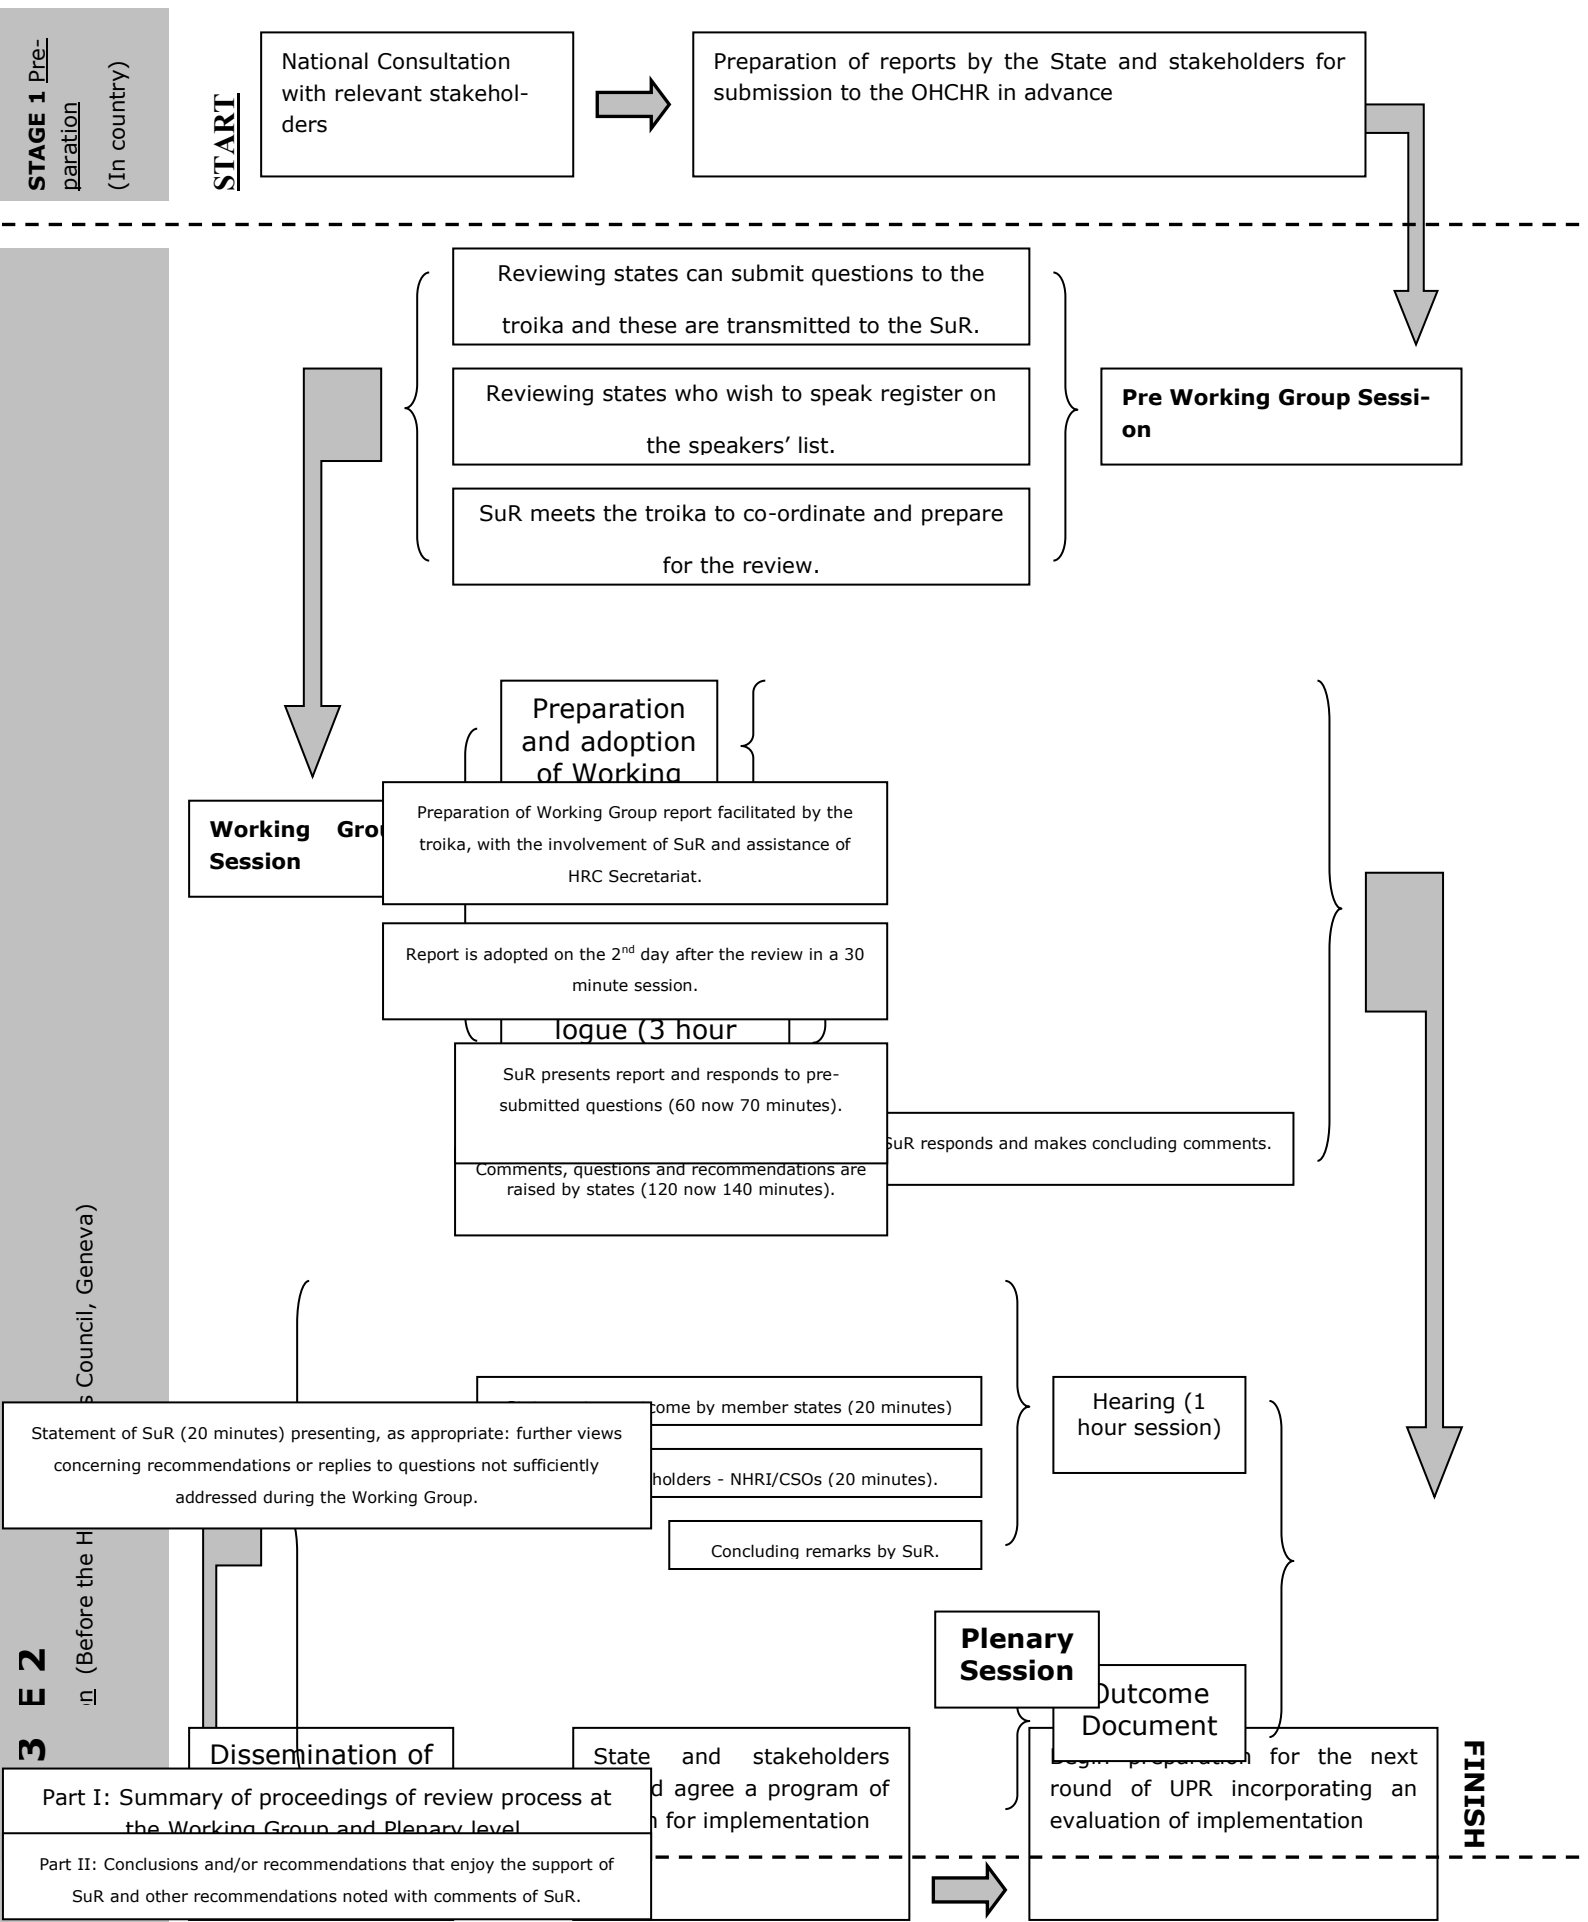 STAGE 1 Pre-
paration
(In country)
START
National Consultation
with relevant stakehol-
ders
Preparation of reports by the State and stakeholders for
submission to the OHCHR in advance
Reviewing states can submit questions to the
troika and these are transmitted to the SuR.
Reviewing states who wish to speak register on
the speakers’ list.
SuR meets the troika to co-ordinate and prepare
for the review.
Pre Working Group Sessi-
on
Preparation
and adoption
of Working
Working
Session
Preparation of Working Group report facilitated by the
troika, with the involvement of SuR and assistance of
HRC Secretariat.
Report is adopted on the 2nd day after the review in a 30
minute session.
logue (3 hour
SuR presents report and responds to pre-
submitted questions (60 now 70 minutes).
SuR responds and makes concluding comments.
Comments, questions and recommendations are
raised by states (120 now 140 minutes).
E 2
(Before the
Council, Geneva)
come by member states (20 minutes)
Hearing (1
hour session)
Statement of SuR (20 minutes) presenting, as appropriate: further views
concerning recommendations or replies to questions not sufficiently
addressed during the Working Group.
holders - NHRI/CSOs (20 minutes).
Concluding remarks by SuR.
Plenary
Session
Outcome
Document
3
Dissemination of
State and stakeholders
agree a program of
for implementation
Begin preparation for the next
round of UPR incorporating an
evaluation of implementation
FINISH
Part I: Summary of proceedings of review process at
the Working Group and Plenary level
Part II: Conclusions and/or recommendations that enjoy the support of
SuR and other recommendations noted with comments of SuR.